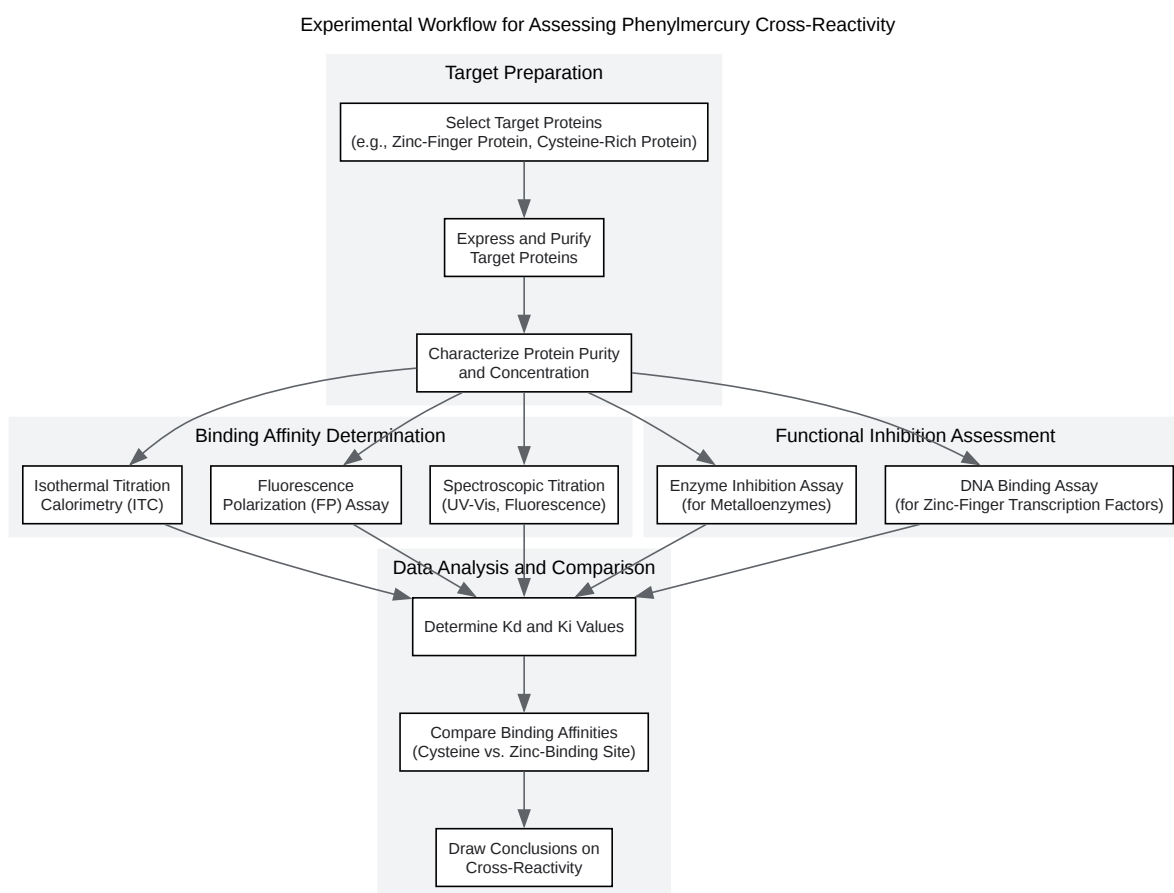 Experimental Workflow for Assessing Phenylmercury Cross-Reactivity
Target Preparation
Select Target Proteins
(e.g., Zinc-Finger Protein, Cysteine-Rich Protein)
Express and Purify
Target Proteins
Characterize Protein Purity
and Concentration
Binding Affinity Determination
Functional Inhibition Assessment
Isothermal Titration
Calorimetry (ITC)
Fluorescence
Polarization (FP) Assay
Spectroscopic Titration
(UV-Vis, Fluorescence)
Enzyme Inhibition Assay
(for Metalloenzymes)
DNA Binding Assay
(for Zinc-Finger Transcription Factors)
Data Analysis and Comparison
Determine Kd and Ki Values
Compare Binding Affinities
(Cysteine vs. Zinc-Binding Site)
Draw Conclusions on
Cross-Reactivity